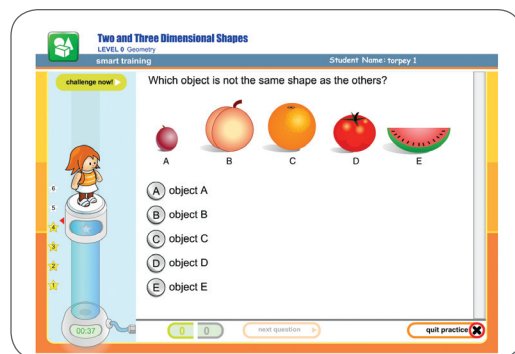 Two and Three Dimensional Shapes
LEVEL 0 Geometry
smart training
Student Name: torpey 1
challenge now!
Which object is not the same shape as the others?
A B C D E
A object A
B object B
C object C
D object D
E object E
6
5
4
3
2
1
00:37
0 0
next question
quit practice